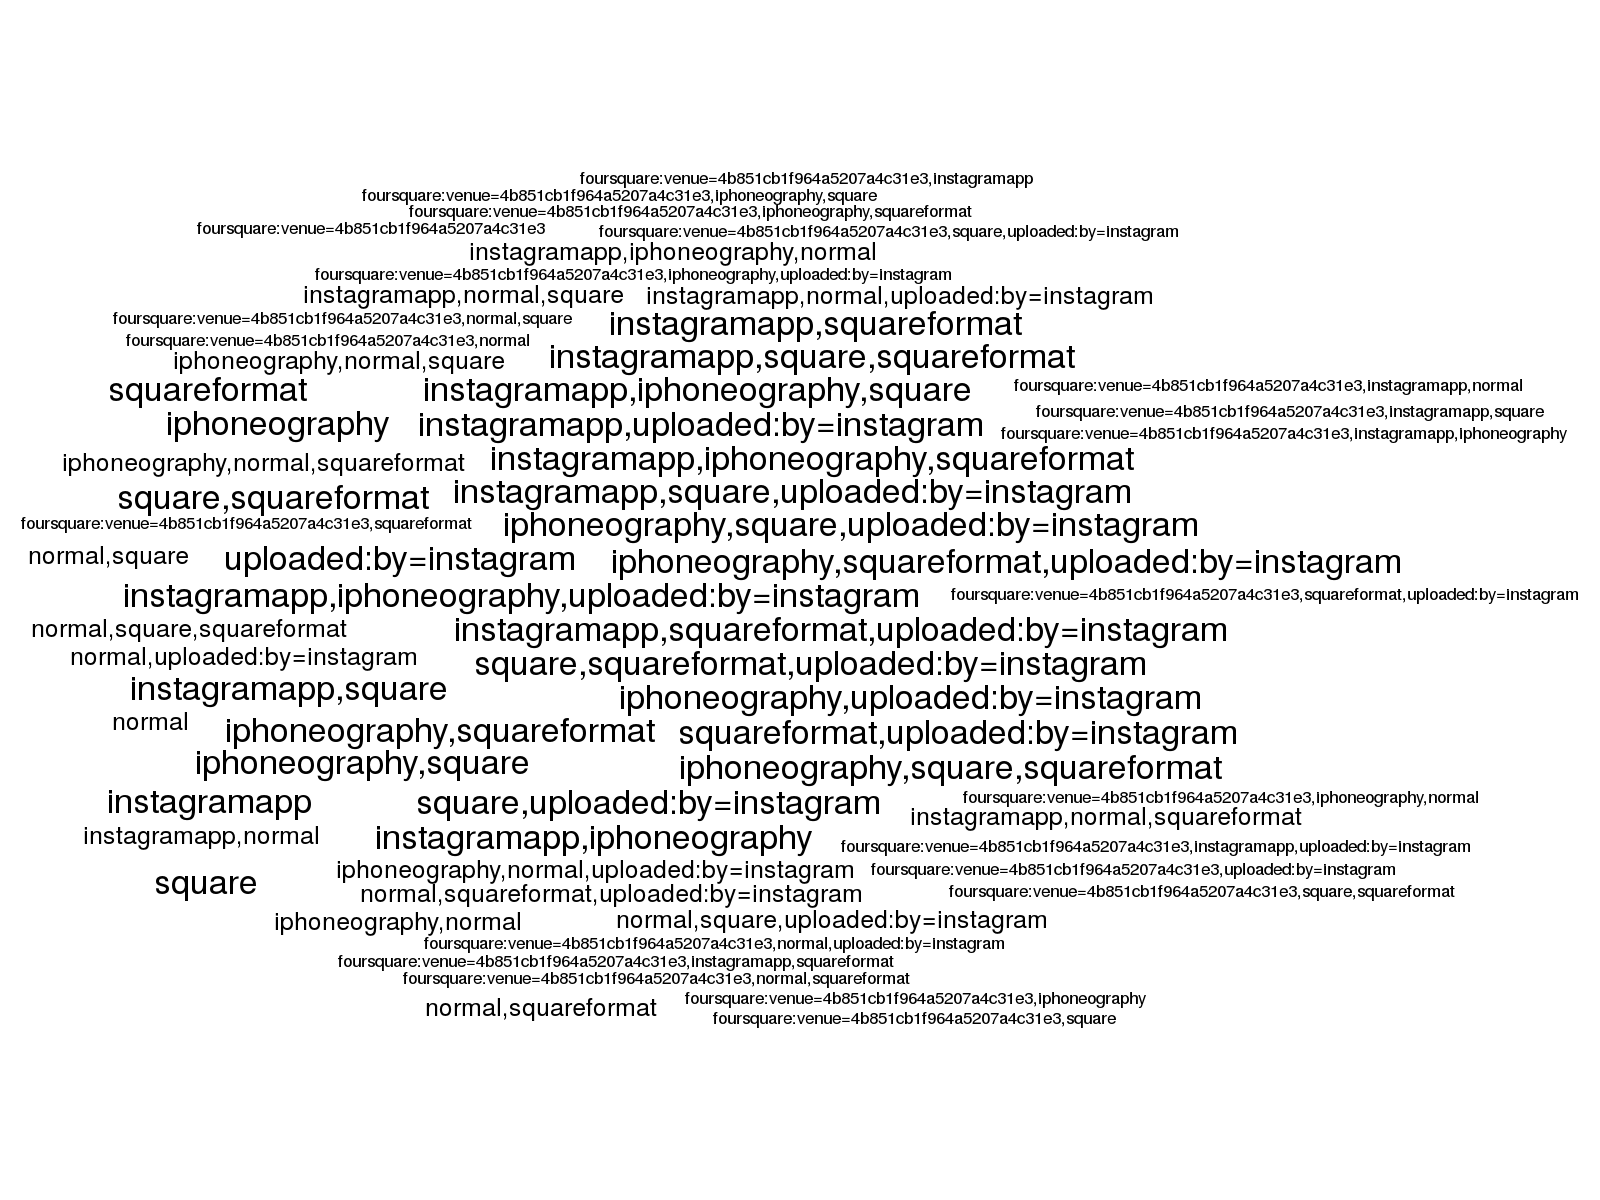 foursquare:venue=4b851cb1f964a5207a4c31e3,instagramapp
foursquare:venue=4b851cb1f964a5207a4c31e3,iphoneography,square
foursquare:venue=4b851cb1f964a5207a4c31e3,iphoneography,squareformat
foursquare:venue=4b851cb1f964a5207a4c31e3 foursquare:venue=4b851cb1f964a5207a4c31e3,square,uploaded:by=instagram
instagramapp,iphoneography,normal
foursquare:venue=4b851cb1f964a5207a4c31e3,iphoneography,uploaded:by=instagram
instagramapp,normal,square instagramapp,normal,uploaded:by=instagram
foursquare:venue=4b851cb1f964a5207a4c31e3,normal,square instagramapp,squareformat
foursquare:venue=4b851cb1f964a5207a4c31e3,normal
iphoneography,normal,square instagramapp,square,squareformat
squareformat instagramapp,iphoneography,square foursquare:venue=4b851cb1f964a5207a4c31e3,instagramapp,normal
foursquare:venue=4b851cb1f964a5207a4c31e3,instagramapp,square
iphoneography instagramapp,uploaded:by=instagram foursquare:venue=4b851cb1f964a5207a4c31e3,instagramapp,iphoneography
iphoneography,normal,squareformat instagramapp,iphoneography,squareformat
square,squareformat instagramapp,square,uploaded:by=instagram
foursquare:venue=4b851cb1f964a5207a4c31e3,squareformat iphoneography,square,uploaded:by=instagram
normal,square uploaded:by=instagram iphoneography,squareformat,uploaded:by=instagram
instagramapp,iphoneography,uploaded:by=instagram foursquare:venue=4b851cb1f964a5207a4c31e3,squareformat,uploaded:by=instagram
normal,square,squareformat instagramapp,squareformat,uploaded:by=instagram
normal,uploaded:by=instagram square,squareformat,uploaded:by=instagram
instagramapp,square iphoneography,uploaded:by=instagram
normal iphoneography,squareformat squareformat,uploaded:by=instagram
iphoneography,square iphoneography,square,squareformat
instagramapp square,uploaded:by=instagram foursquare:venue=4b851cb1f964a5207a4c31e3,iphoneography,normal
instagramapp,normal,squareformat
instagramapp,normal instagramapp,iphoneography foursquare:venue=4b851cb1f964a5207a4c31e3,instagramapp,uploaded:by=instagram
iphoneography,normal,uploaded:by=instagram foursquare:venue=4b851cb1f964a5207a4c31e3,uploaded:by=instagram
square normal,squareformat,uploaded:by=instagram foursquare:venue=4b851cb1f964a5207a4c31e3,square,squareformat
iphoneography,normal normal,square,uploaded:by=instagram
foursquare:venue=4b851cb1f964a5207a4c31e3,normal,uploaded:by=instagram
foursquare:venue=4b851cb1f964a5207a4c31e3,instagramapp,squareformat
foursquare:venue=4b851cb1f964a5207a4c31e3,normal,squareformat
normal,squareformat foursquare:venue=4b851cb1f964a5207a4c31e3,iphoneography
foursquare:venue=4b851cb1f964a5207a4c31e3,square